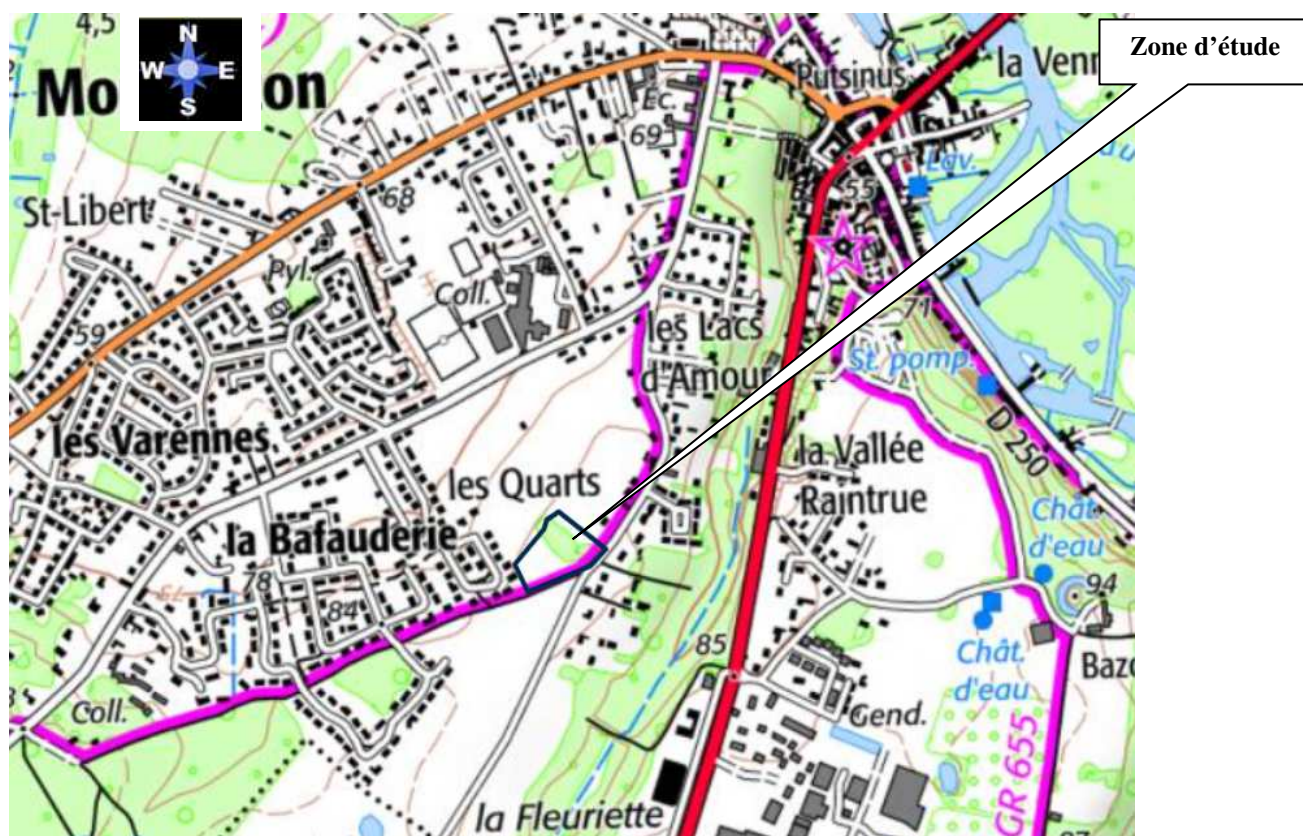 4,5
N
W E
S
Mo on
Zone d'étude
Putsinus
la Venn
Éc.
69
Lav.
55
68
St-Libert
Pyl.
Coll.
59
71
les Lacs
d'Amour
St. pomp.
D 250
les Varennes
la Vallée
Raintrue
les Quarts
la Bafauderie
Chât.
d'eau
78
84
94
85
Chât.
d'eau
Bazo
Coll.
Gend.
GR 655
la Fleuriette